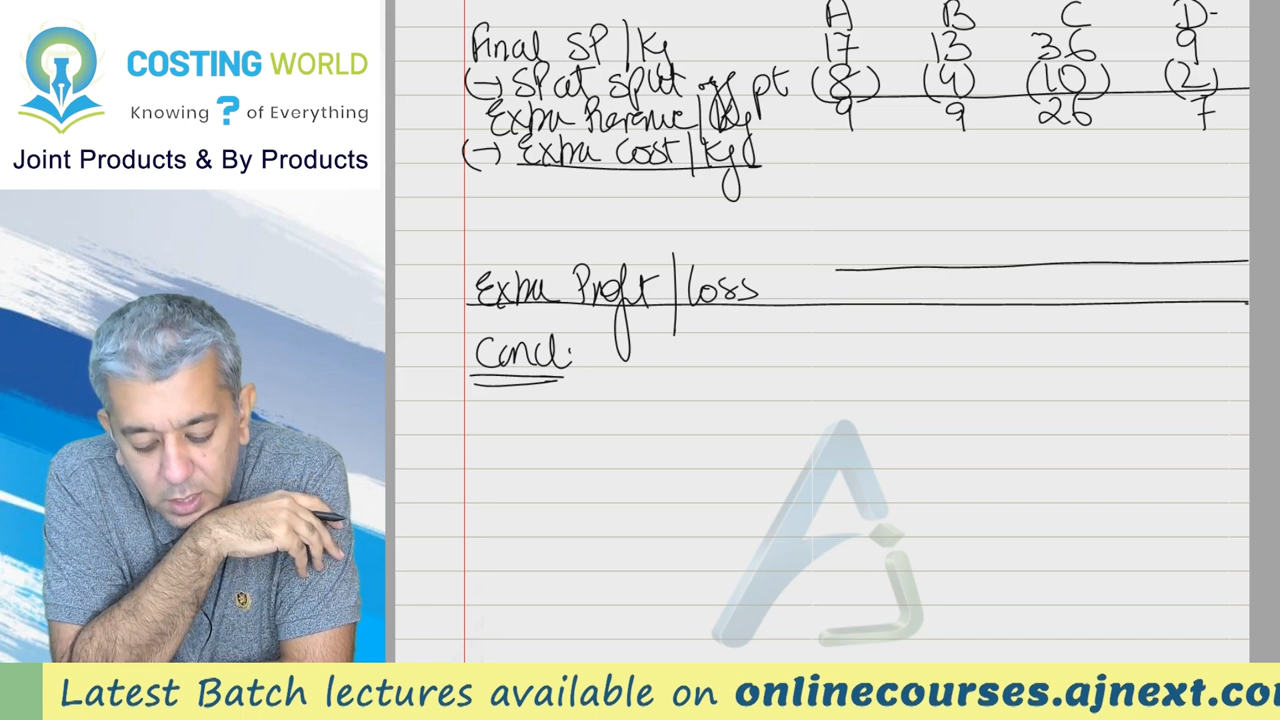 COSTING WORLD
Knowing ? of Everything
Joint Products & By Products
A B C D
Final SP/Kg 17 13 36 9
(-) SP at split off pt (8) (4) (10) (2)
Extra Revenue/Kg 9 9 26 7
(-) Extra Cost/Kg
Extra Profit/Loss
Concl.
Latest Batch lectures available on onlinecourses.ajnext.co